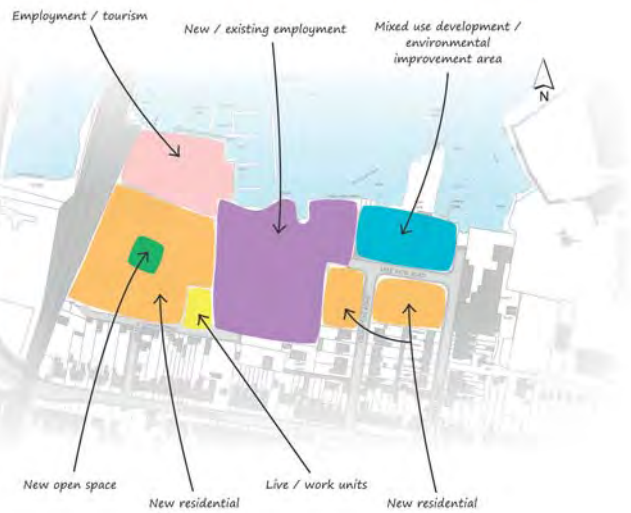 Employment / tourism
New / existing employment
Mixed use development /
environmental
improvement area
N
New open space
New residential
Live / work units
New residential